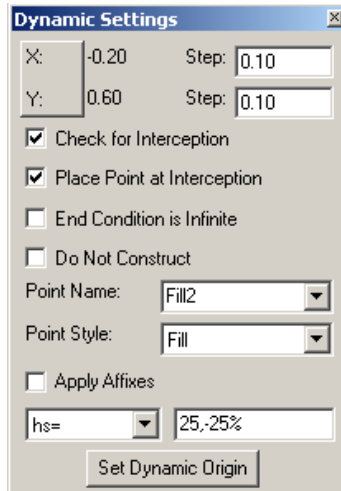 Dynamic Settings
X: -0.20 Step: 0.10
Y: 0.60 Step: 0.10
Check for Interception
Place Point at Interception
End Condition is Infinite
Do Not Construct
Point Name: Fill2
Point Style: Fill
Apply Affixes
hs= 25,-25%
Set Dynamic Origin